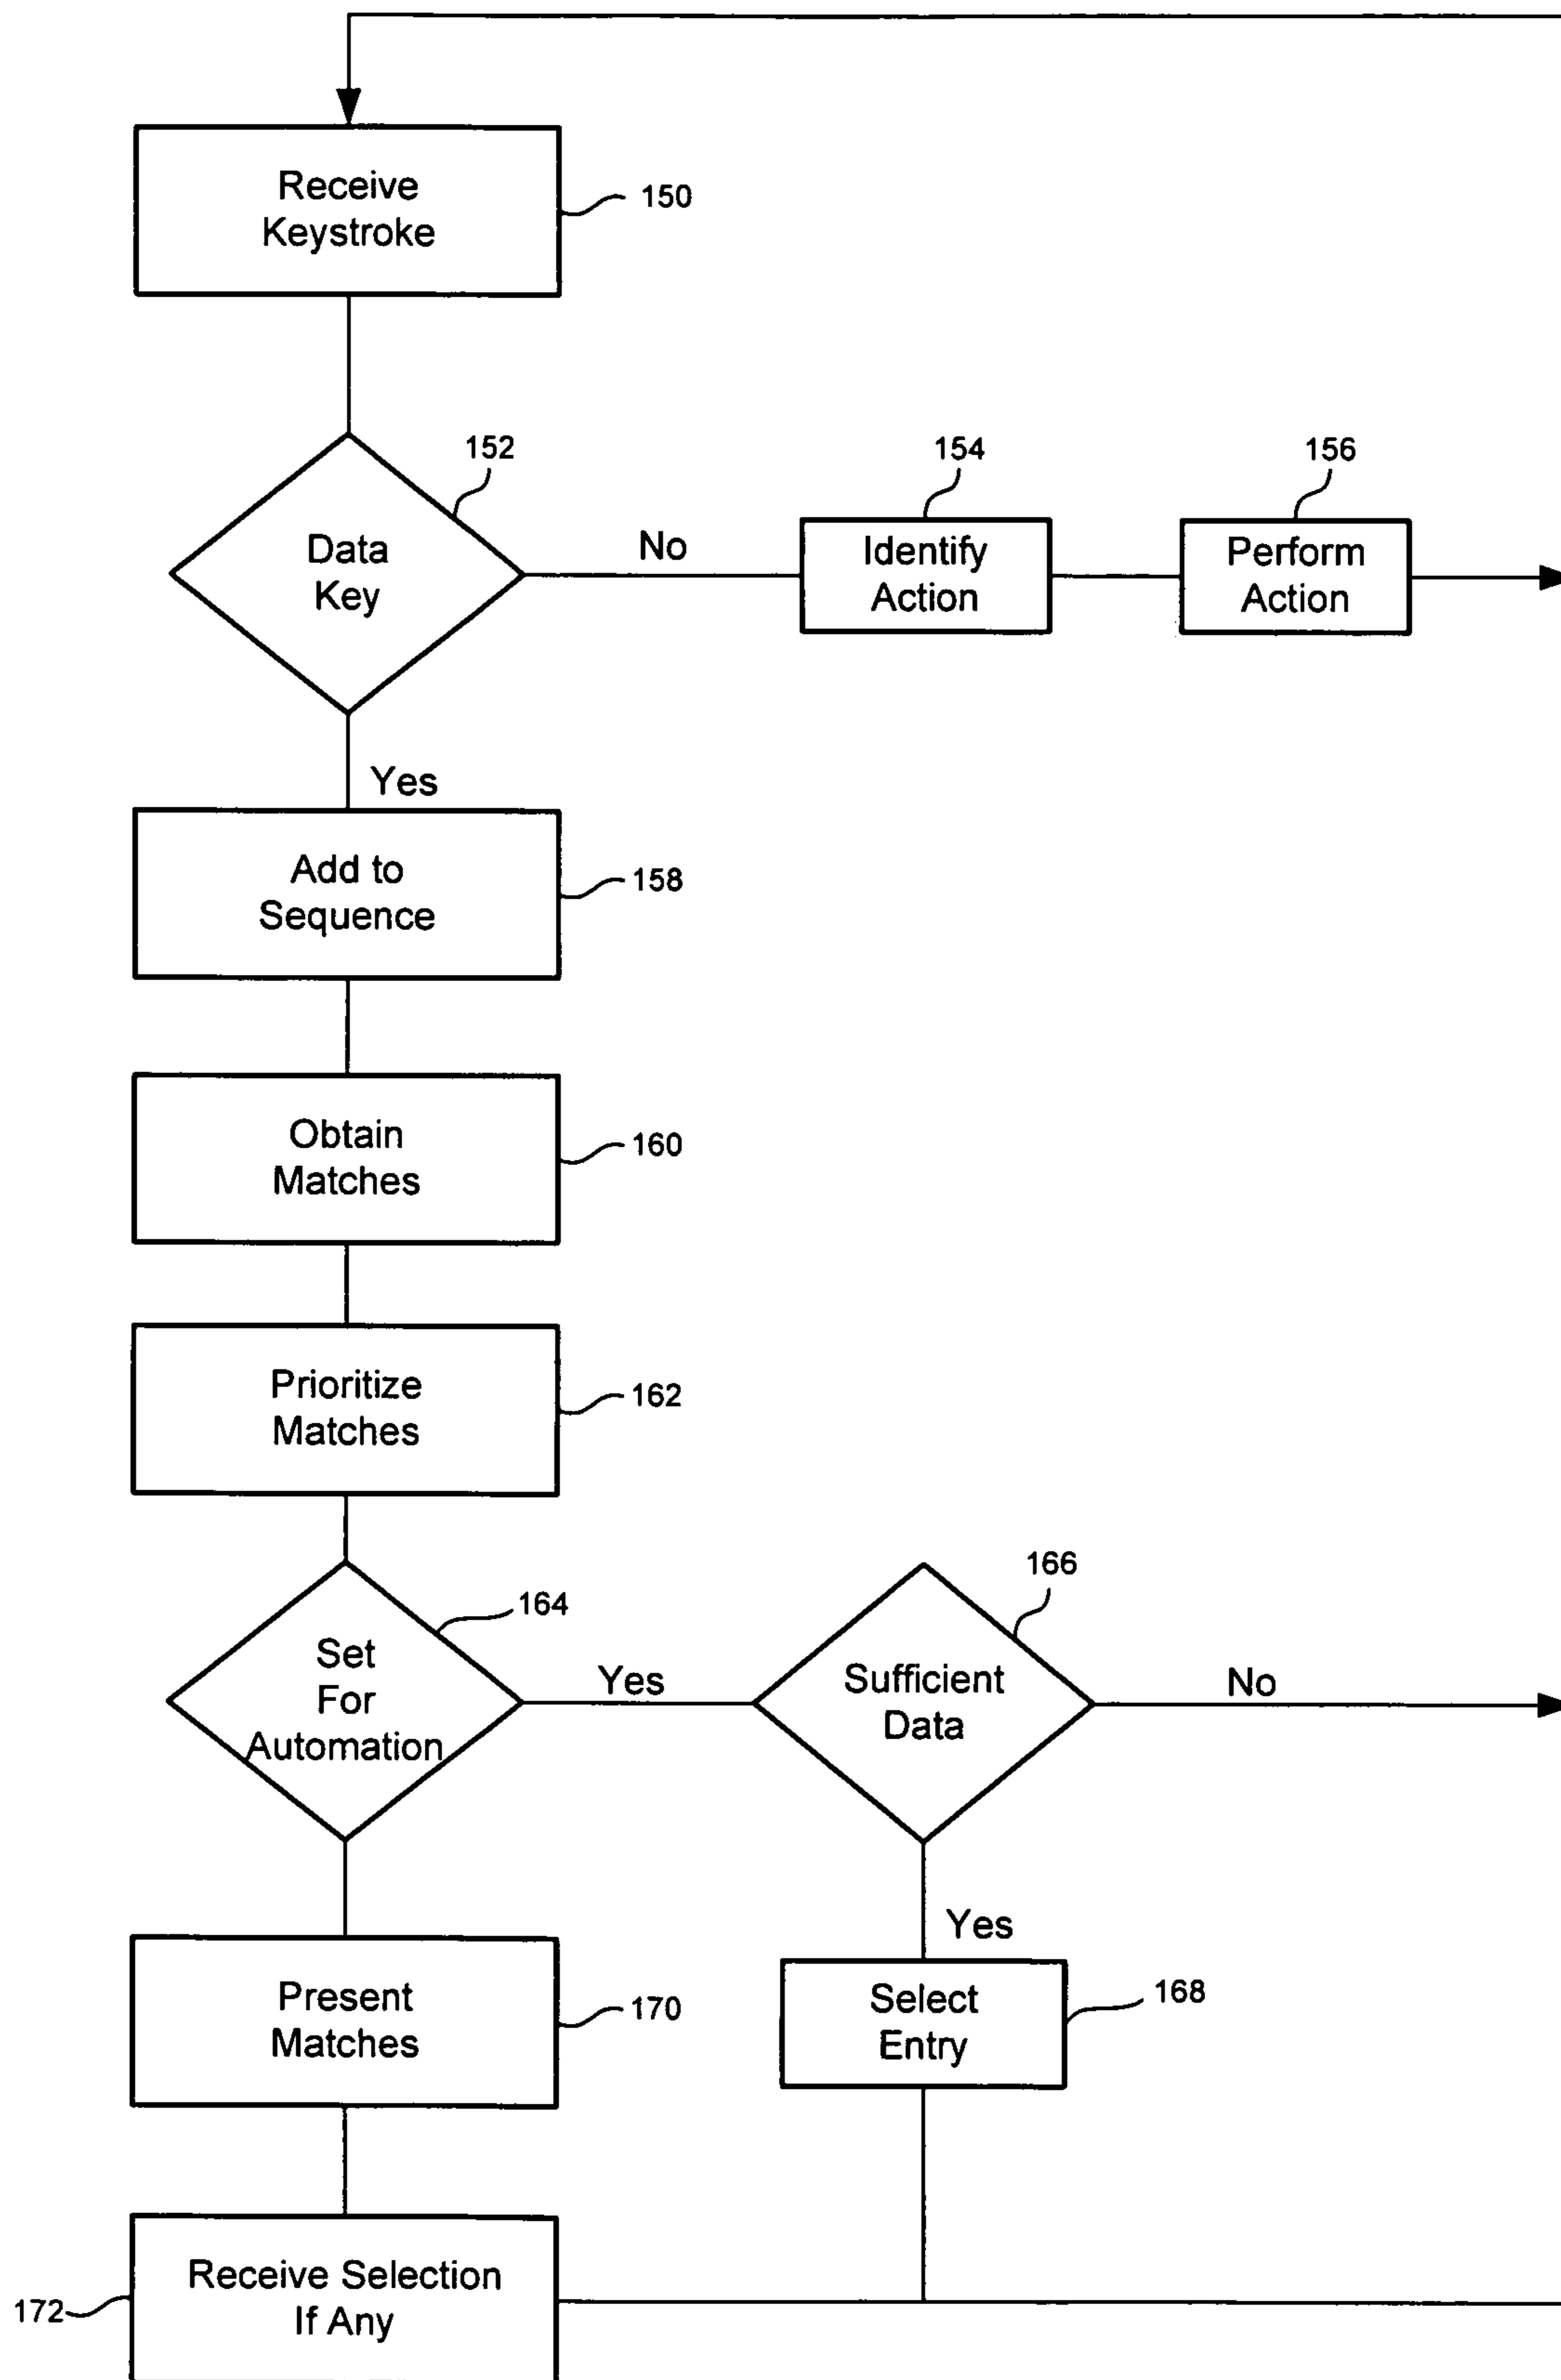 Receive
Keystroke
150
152
154
156
Data
Key
No
Identify
Action
Perform
Action
Yes
Add to
Sequence
158
Obtain
Matches
160
Prioritize
Matches
162
164
166
Set
For
Automation
Yes
Sufficient
Data
No
Yes
Present
Matches
170
Select
Entry
168
Receive Selection
If Any
172